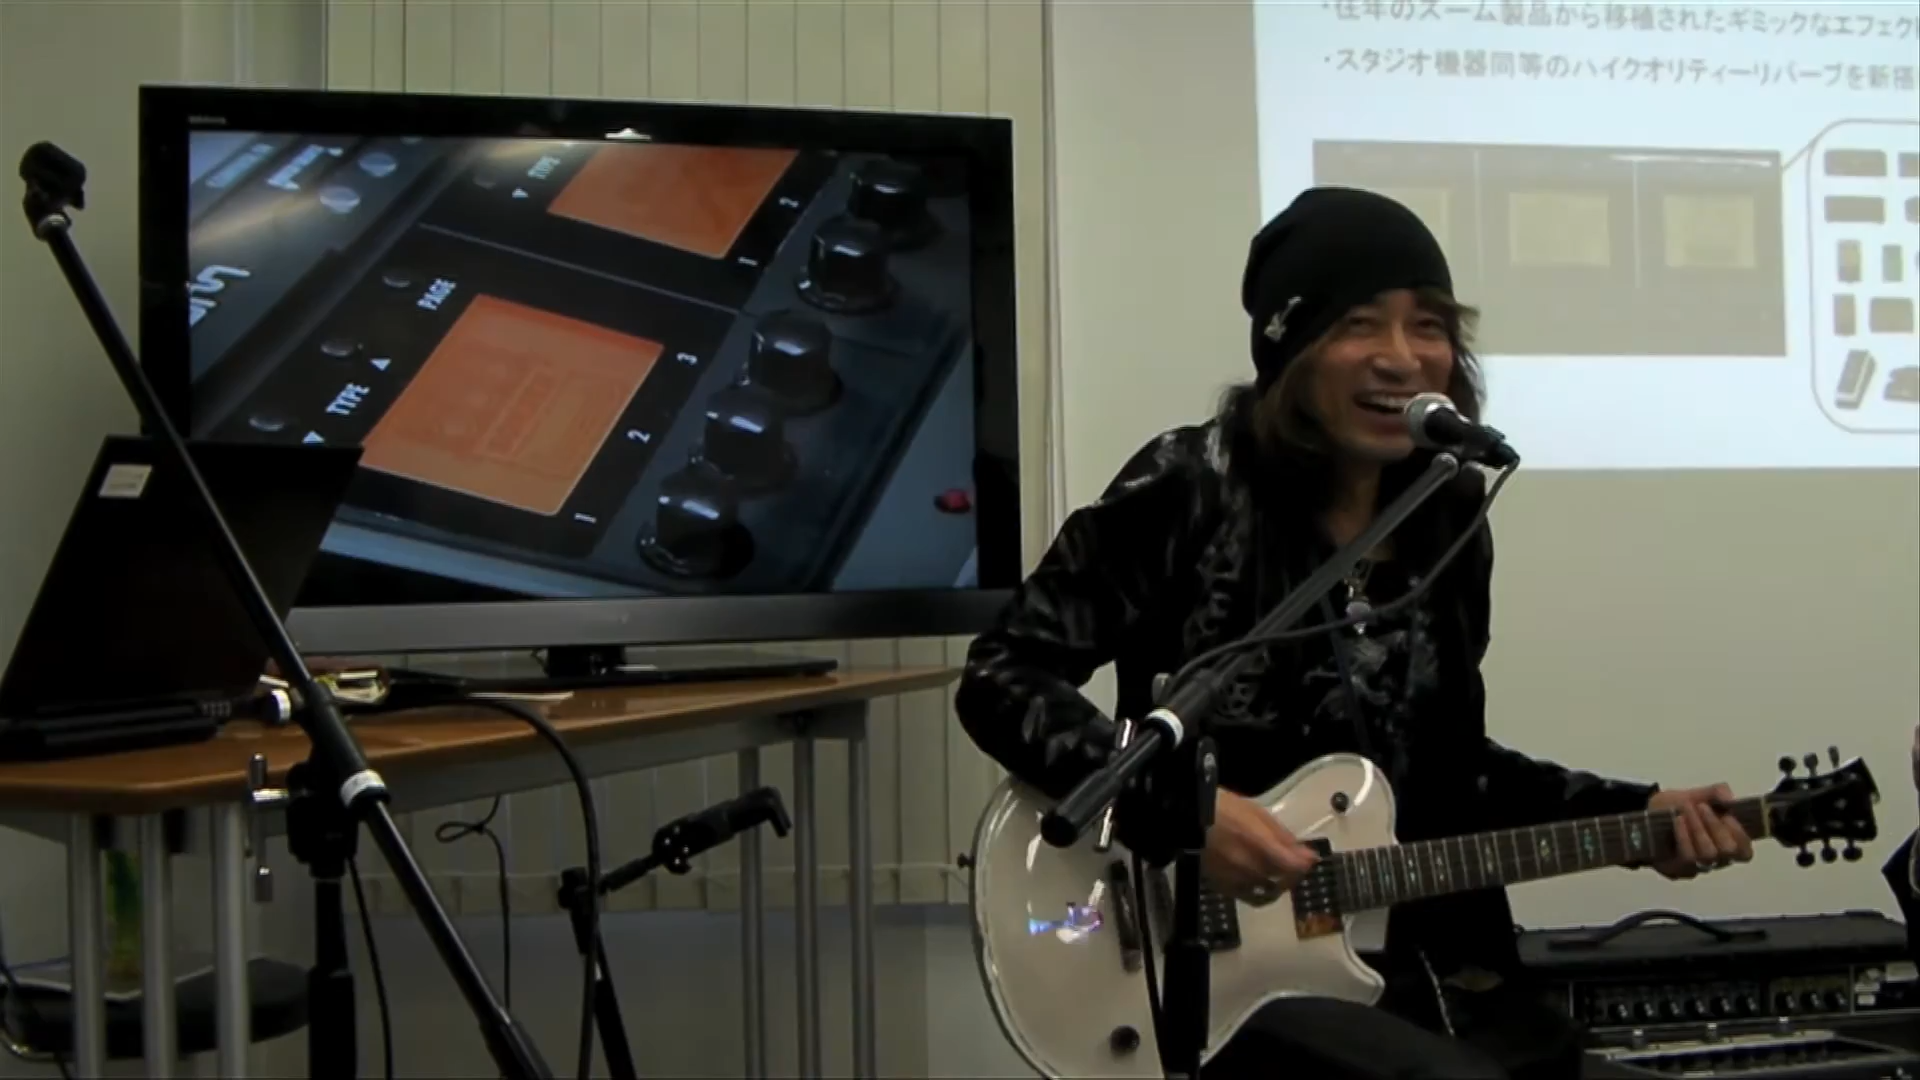 ・往年のズーム製品から移植されたギミックなエフェク
・スタジオ機器同等のハイクオリティーリバーブを新搭
TYPE
2
1
PAGE
TYPE
3
2
1